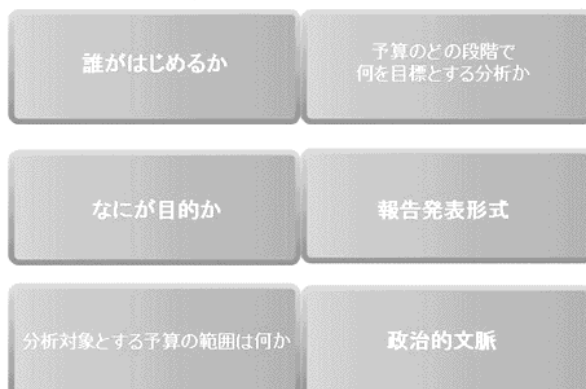 誰がはじめるか
予算のどの段階で
何を目標とする分析か
なにが目的か
報告発表形式
分析対象とする予算の範囲は何か
政治的文脈